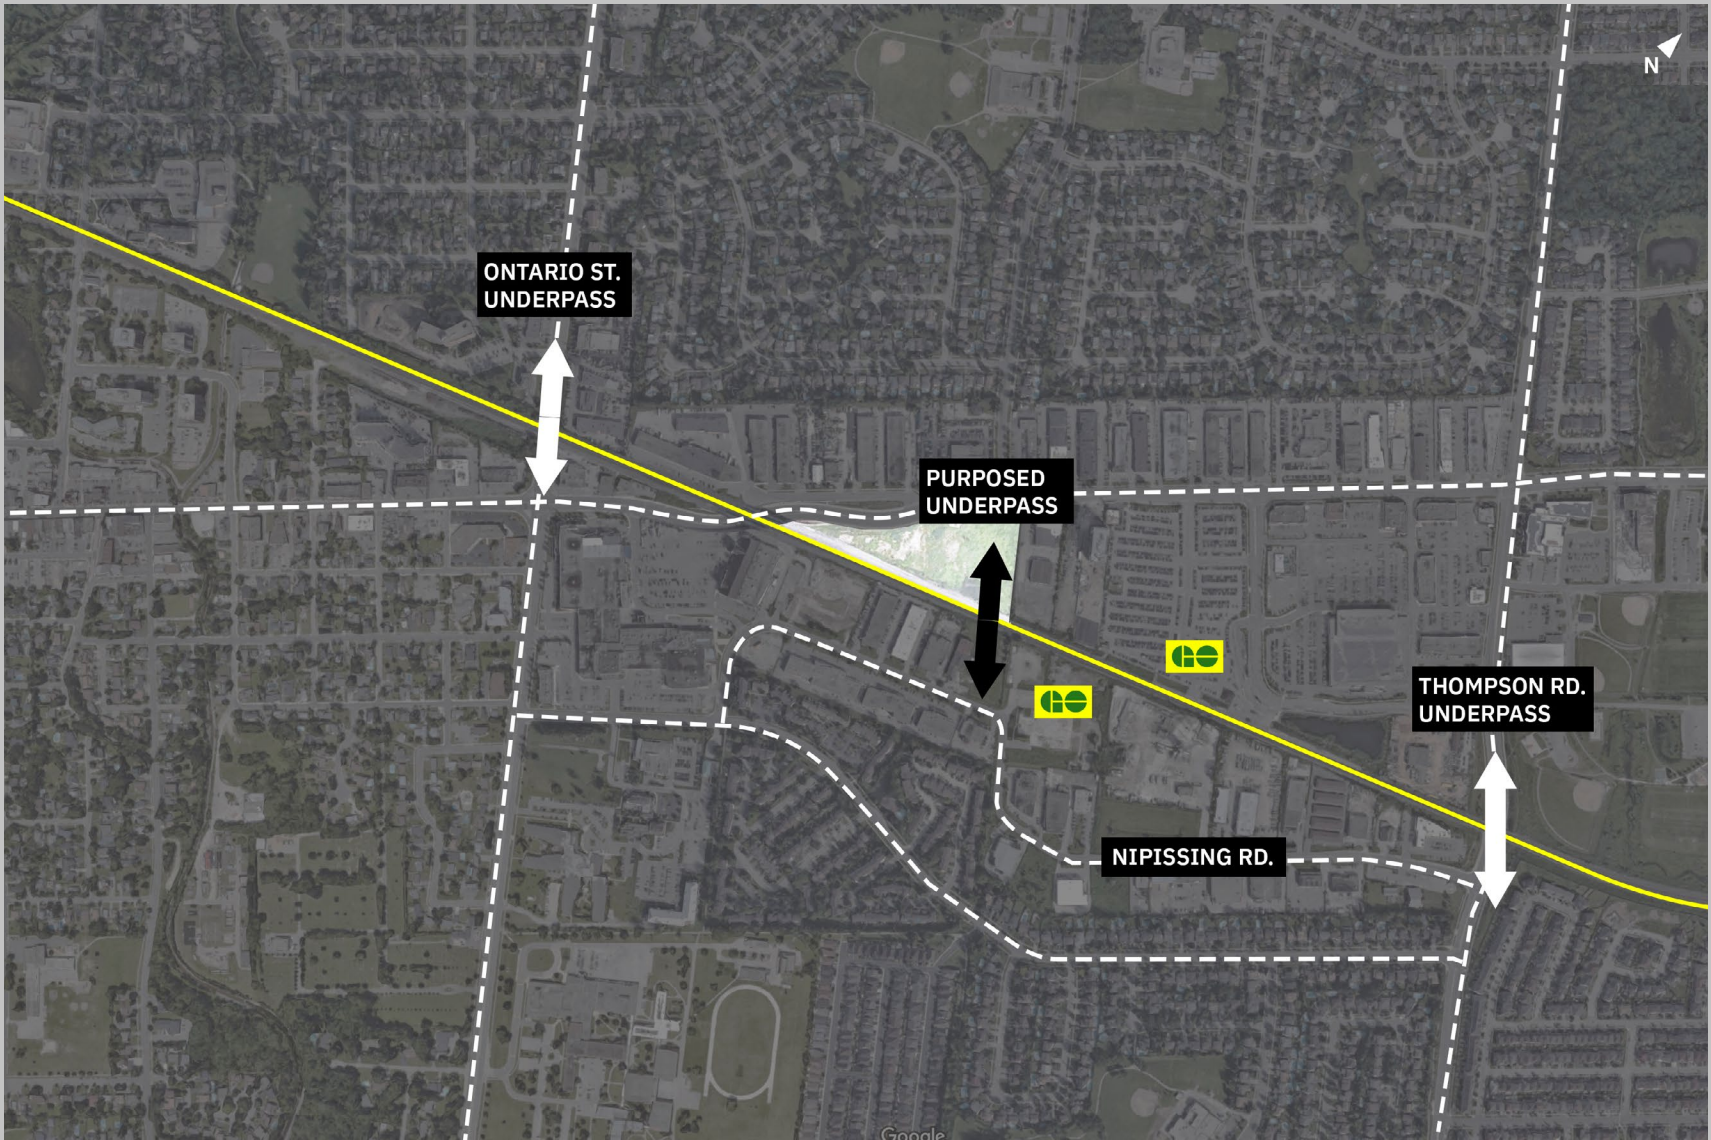 N
ONTARIO ST.
UNDERPASS
PURPOSED
UNDERPASS
GO
GO
THOMPSON RD.
UNDERPASS
NIPISSING RD.
Google